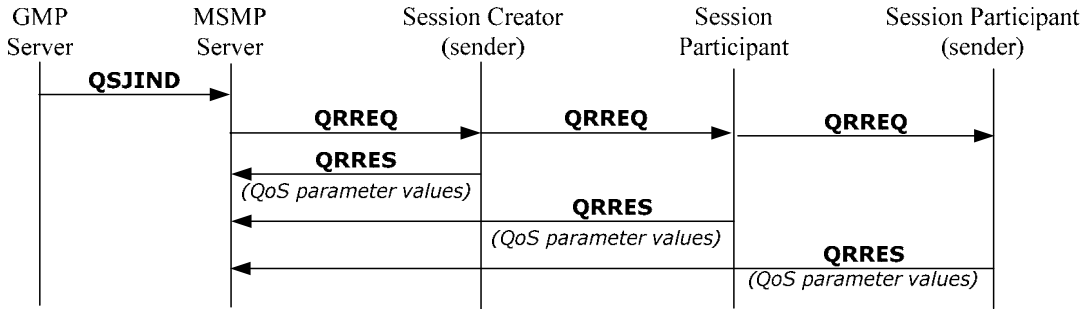 GMP Server
MSMP Server
Session Creator (sender)
Session Participant
Session Participant (sender)
QSJIND
QRREQ
QRREQ
QRREQ
QRRES
(QoS parameter values)
QRRES
(QoS parameter values)
QRRES
(QoS parameter values)